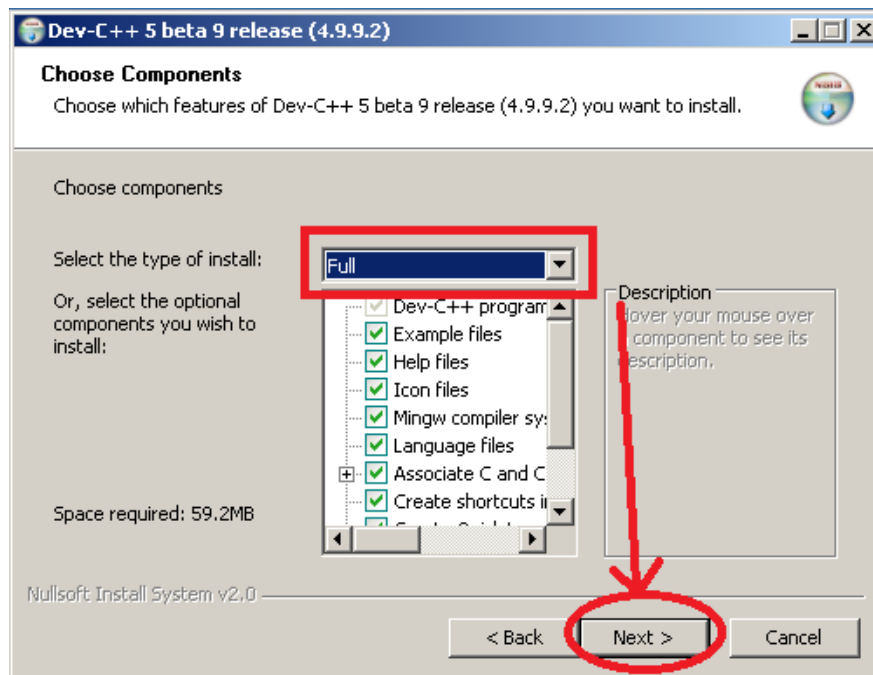 Dev-C++ 5 beta 9 release (4.9.9.2)
Choose Components
Choose which features of Dev-C++ 5 beta 9 release (4.9.9.2) you want to install.
Choose components
Select the type of install:
Full
Or, select the optional
components you wish to
install:
Dev-C++ program
Example files
Help files
Icon files
Mingw compiler sy
Language files
Associate C and C
Create shortcuts i
Description
Hover your mouse over
component to see its
description.
Space required: 59.2MB
Nullsoft Install System v2.0
< Back
Next >
Cancel